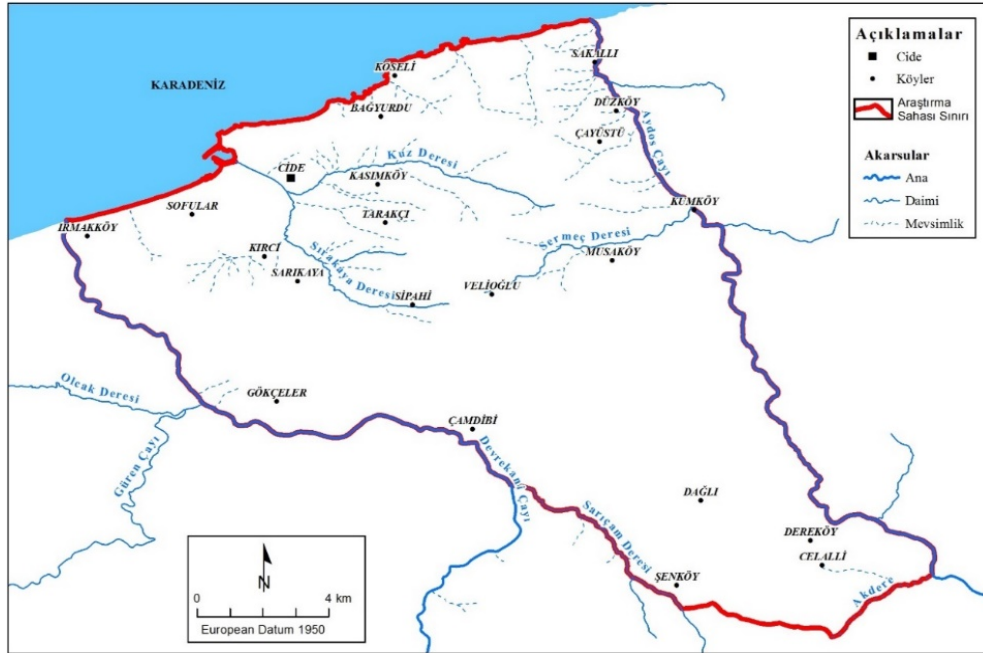 KARADENİZ
KÖSELİ
SAKALLI
BAĞYURDU
DÜZKÖY
ÇAYÜSTÜ
Aydos Çayı
CİDE
Kuz Deresi
KASIMKÖY
SOFULAR
TARAKÇI
KUMKÖY
IRMAKKÖY
Sermeç Deresi
KIRCİ
MUSAKÖY
SARIKAYA
Sırakaya Deresi
SİPAHİ
VELİOĞLU
Olcak Deresi
GÖKÇELER
ÇAMDİBİ
Güren Çayı
Devrekani Çayı
DAĞLI
Sarıçam Deresi
DEREKÖY
CELALLİ
ŞENKÖY
Akdere
Açıklamalar
Cide
Köyler
Araştırma
Sahası Sınırı
Akarsular
Ana
Daimi
Mevsimlik
N
0 4 km
European Datum 1950